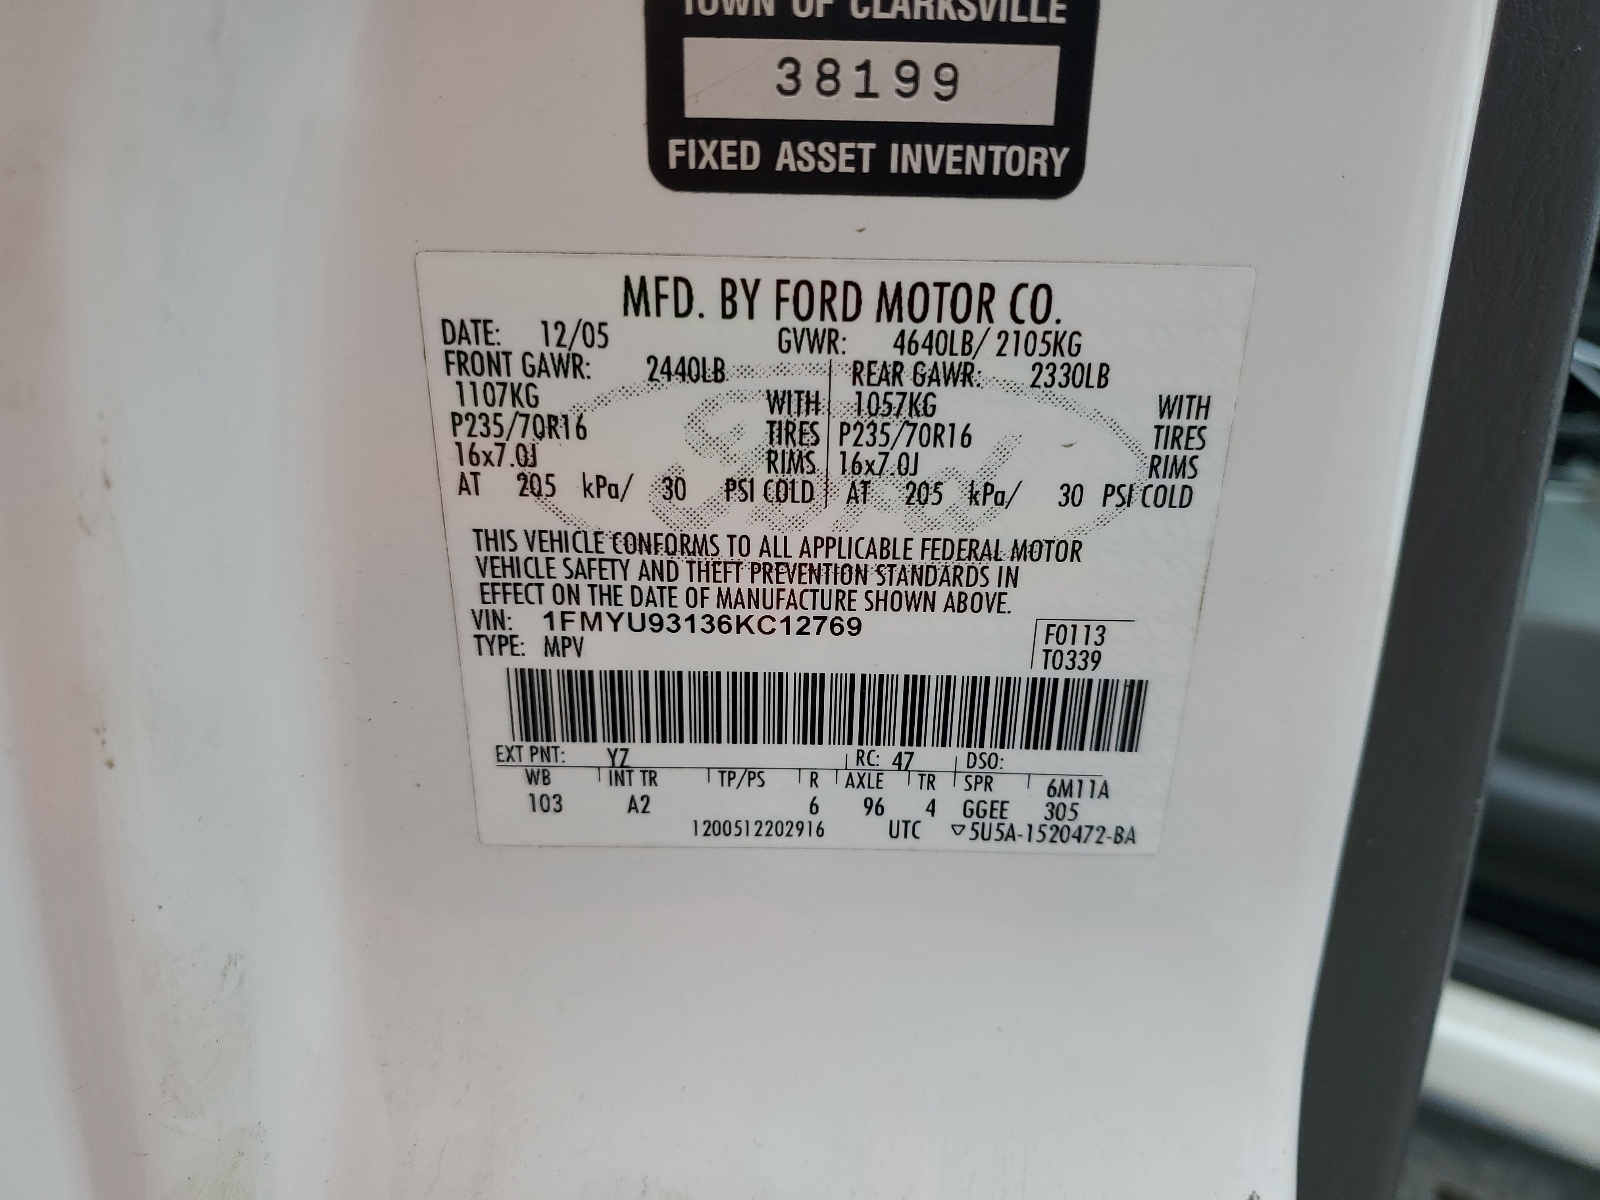 TOWN OF CLARKSVILLE
38199
FIXED ASSET INVENTORY
MFD. BY FORD MOTOR CO.
DATE: 12/05 GVWR: 4640LB/ 2105KG
FRONT GAWR: 2440LB REAR GAWR: 2330LB
1107KG WITH 1057KG WITH
P235/70R16 TIRES P235/70R16 TIRES
16x7.0J RIMS 16x7.0J RIMS
AT 205 kPa/ 30 PSI COLD AT 205 kPa/ 30 PSI COLD
THIS VEHICLE CONFORMS TO ALL APPLICABLE FEDERAL MOTOR
VEHICLE SAFETY AND THEFT PREVENTION STANDARDS IN
EFFECT ON THE DATE OF MANUFACTURE SHOWN ABOVE.
VIN: 1FMYU93136KC12769 F0113
TYPE: MPV T0339
EXT PNT: YZ RC: 47 DSO:
WB INT TR TP/PS R AXLE TR SPR 6M11A
103 A2 6 96 4 GGEE 305
1200512202916 UTC ▽5U5A-1520472-BA
Ford